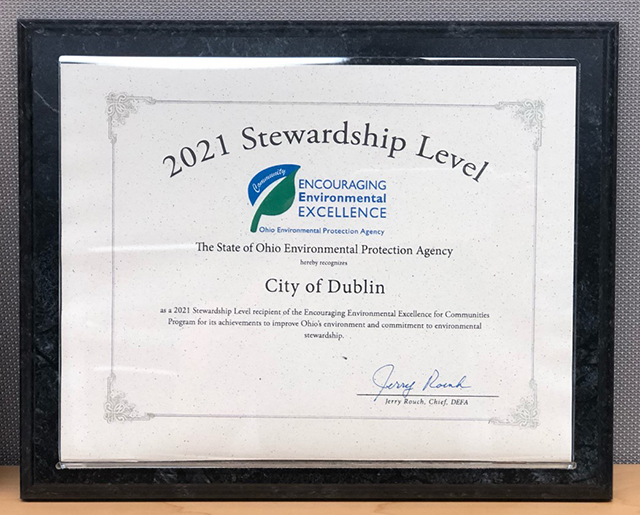 2021 Stewardship Level
Community
ENCOURAGING
Environmental
EXCELLENCE
Ohio Environmental Protection Agency
The State of Ohio Environmental Protection Agency
hereby recognizes
City of Dublin
as a 2021 Stewardship Level recipient of the Encouraging Environmental Excellence for Communities
Program for its achievements to improve Ohio's environment and commitment to environmental
stewardship.
Jerry Rouch
Jerry Rouch, Chief, DEFA